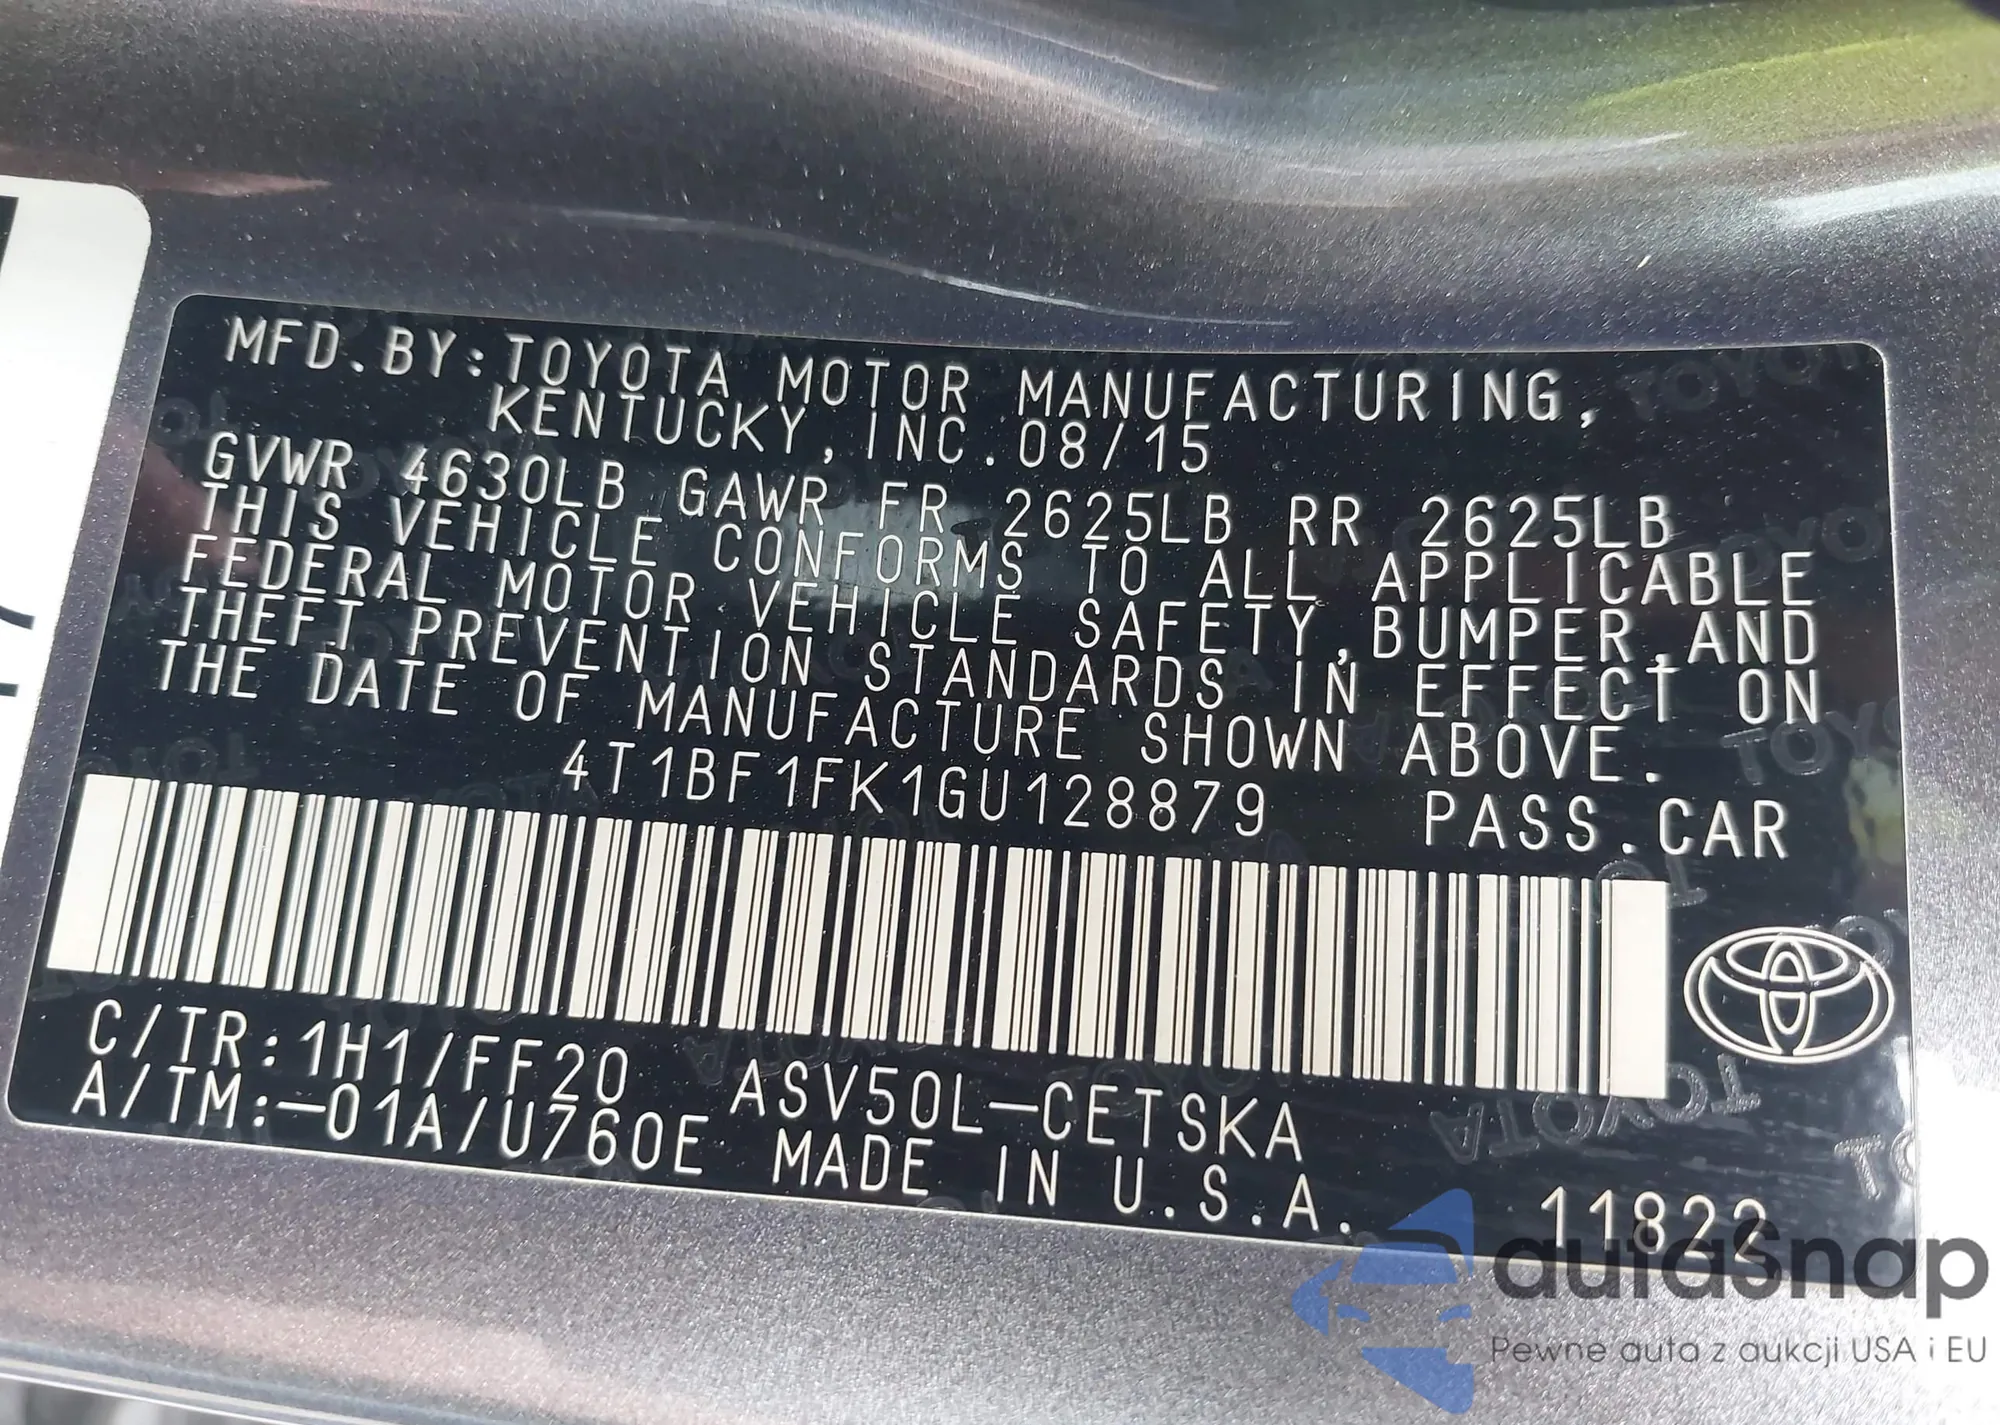 MFD.BY:TOYOTA MOTOR MANUFACTURING,
KENTUCKY,INC.08/15
GVWR 4630LB GAWR FR 2625LB RR 2625LB
THIS VEHICLE CONFORMS TO ALL APPLICABLE
FEDERAL MOTOR VEHICLE SAFETY,BUMPER,AND
THEFT PREVENTION STANDARDS IN EFFECT ON
THE DATE OF MANUFACTURE SHOWN ABOVE.
4T1BF1FK1GU128879 PASS.CAR
C/TR:1H1/FF20 ASV50L-CETSKA
A/TM:-01A/U760E MADE IN U.S.A. 11822
autasnap
Pewne auta z aukcji USA i EU